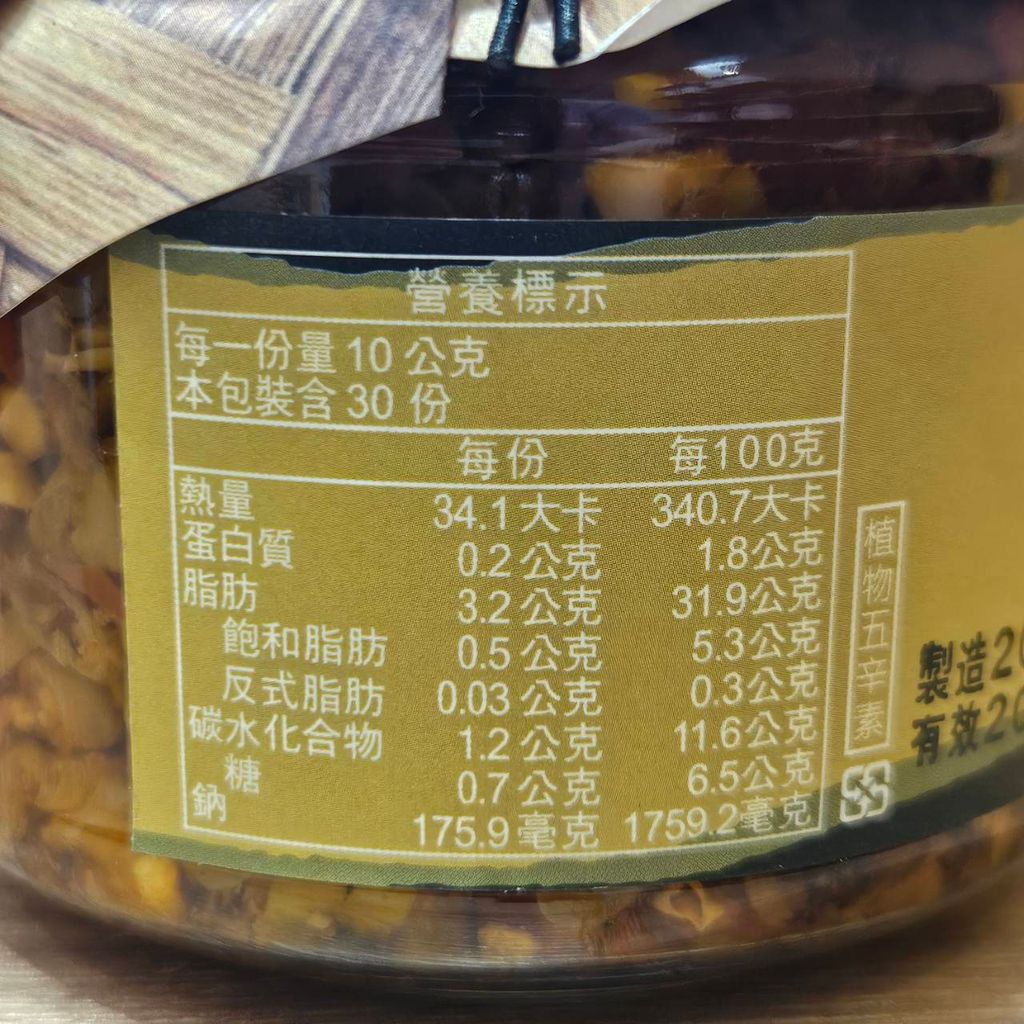 營養標示
每一份量 10 公克
本包裝含 30 份
每份 每100克
熱量 34.1 大卡 340.7大卡
蛋白質 0.2 公克 1.8公克
脂肪 3.2 公克 31.9公克
飽和脂肪 0.5 公克 5.3公克
反式脂肪 0.03 公克 0.3公克
碳水化合物 1.2 公克 11.6公克
糖 0.7 公克 6.5公克
鈉 175.9 毫克 1759.2毫克
植物五辛素
製造20
有效20